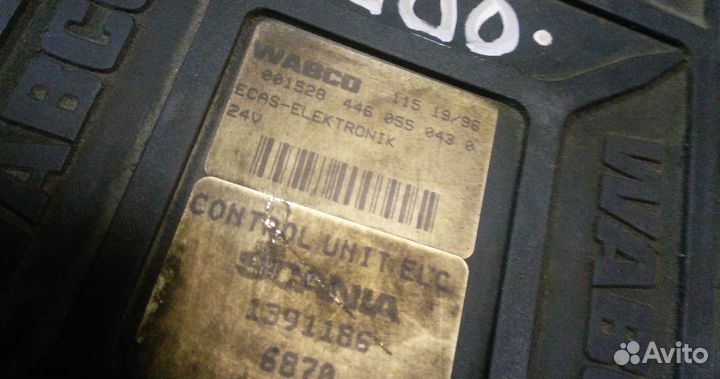 WABCO
WABCO 115 19/96
001528 446 055 043 0
ECAS-ELEKTRONIK
24V
CONTROL UNIT ELC
SCANIA
1391186
6870
WAB
Avito